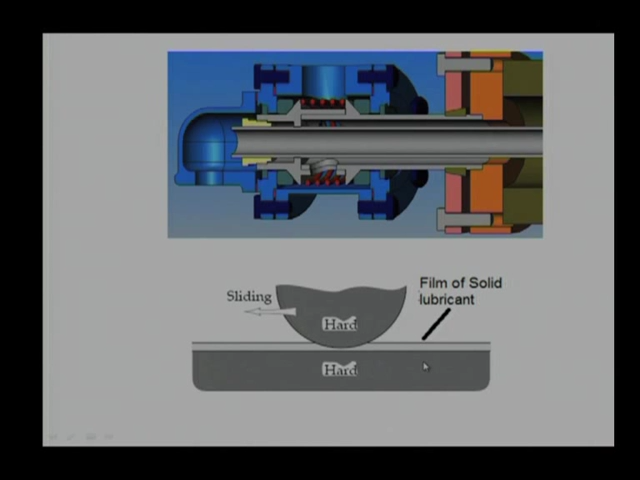 Film of Solid
lubricant
Sliding
Hard
Hard